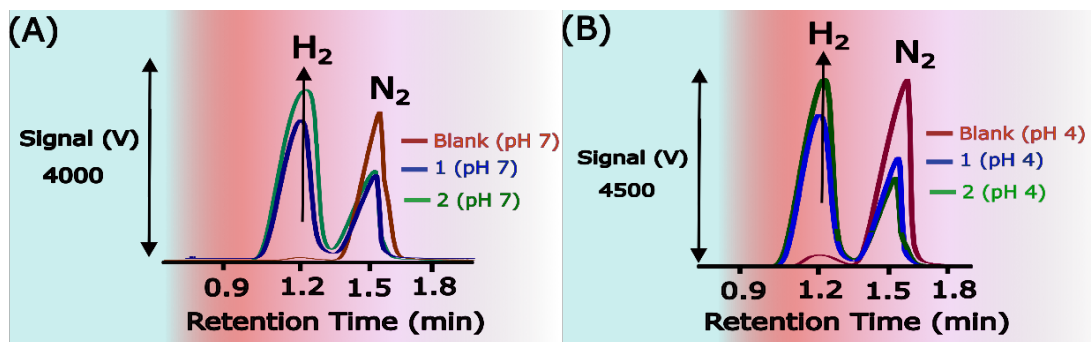 (A)
H₂
N₂
Signal (V)
4000
Blank (pH 7)
1 (pH 7)
2 (pH 7)
0.9 1.2 1.5 1.8
Retention Time (min)
(B)
H₂
N₂
Signal (V)
4500
Blank (pH 4)
1 (pH 4)
2 (pH 4)
0.9 1.2 1.5 1.8
Retention Time (min)